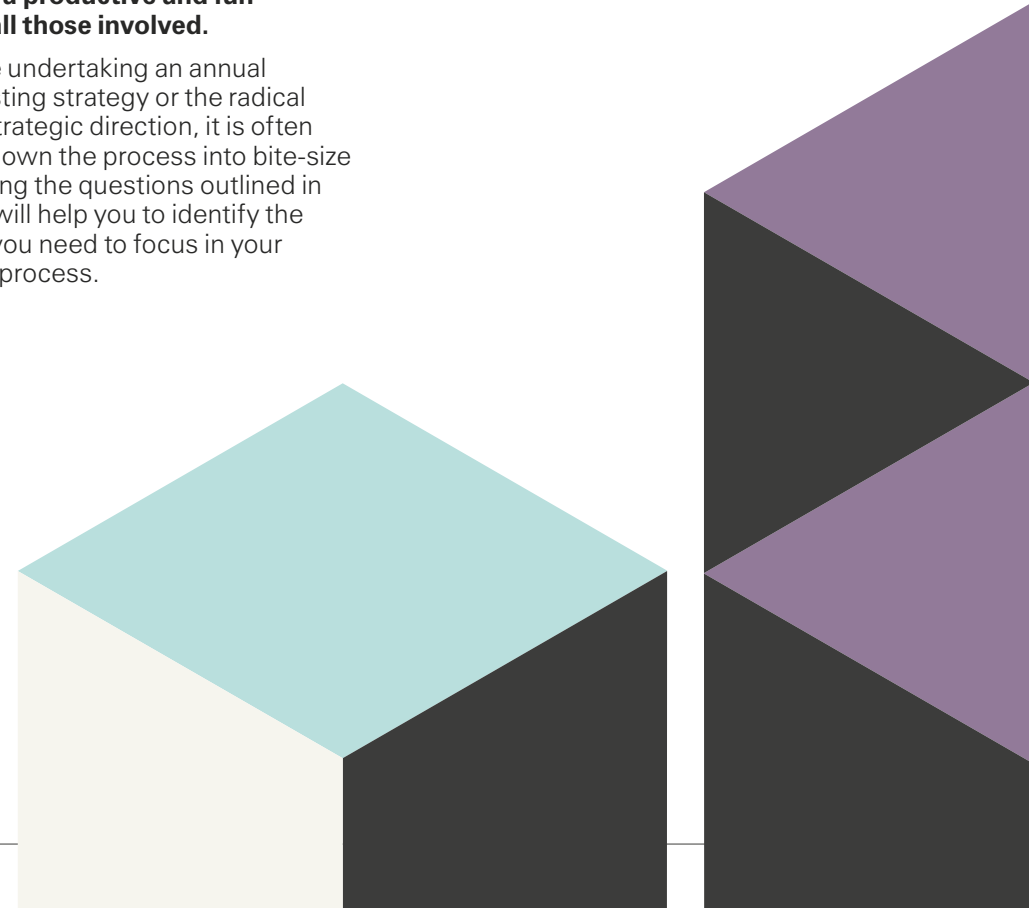 productive and fun
all those involved.
undertaking an annual
sting strategy or the radical
trategic direction, it is often
own the process into bite-size
ng the questions outlined in
will help you to identify the
you need to focus in your
process.